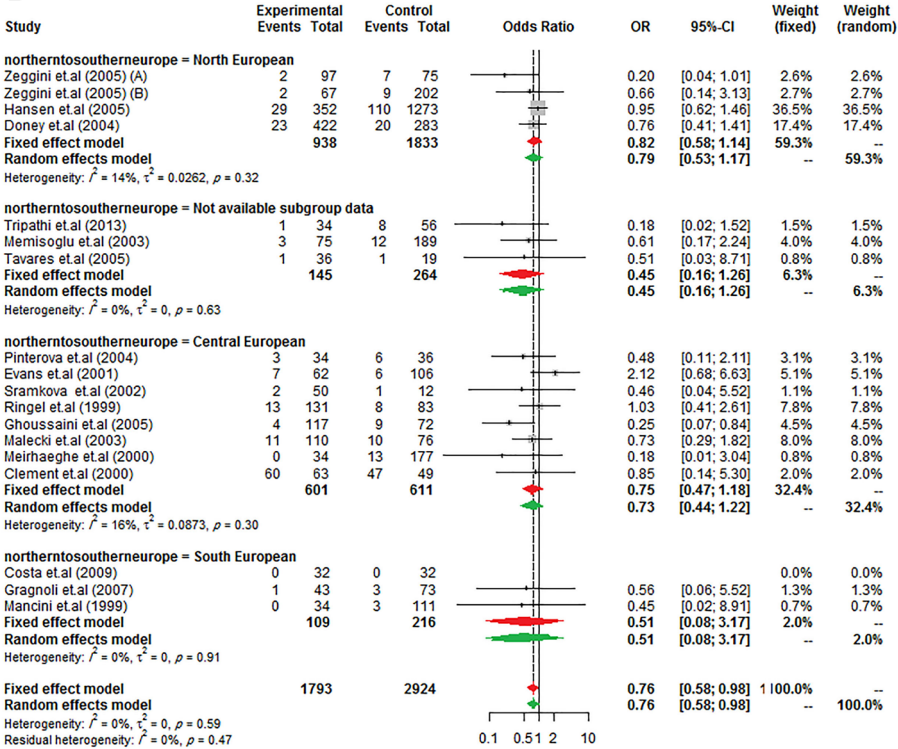 Experimental Control Weight Weight
Study Events Total Events Total Odds Ratio OR 95%-CI (fixed) (random)
northerntosoutherneurope = North European
Zeggini et.al (2005) (A) 2 97 7 75 0.20 [0.04; 1.01] 2.6% 2.6%
Zeggini et.al (2005) (B) 2 67 9 202 0.66 [0.14; 3.13] 2.7% 2.7%
Hansen et.al (2005) 29 352 110 1273 0.95 [0.62; 1.46] 36.5% 36.5%
Doney et.al (2004) 23 422 20 283 0.76 [0.41; 1.41] 17.4% 17.4%
Fixed effect model 938 1833 0.82 [0.58; 1.14] 59.3% --
Random effects model 0.79 [0.53; 1.17] -- 59.3%
Heterogeneity: I² = 14%, τ² = 0.0262, p = 0.32
northerntosoutherneurope = Not available subgroup data
Tripathi et.al (2013) 1 34 8 56 0.18 [0.02; 1.52] 1.5% 1.5%
Memisoglu et.al (2003) 3 75 12 189 0.61 [0.17; 2.24] 4.0% 4.0%
Tavares et.al (2005) 1 36 1 19 0.51 [0.03; 8.71] 0.8% 0.8%
Fixed effect model 145 264 0.45 [0.16; 1.26] 6.3% --
Random effects model 0.45 [0.16; 1.26] -- 6.3%
Heterogeneity: I² = 0%, τ² = 0, p = 0.63
northerntosoutherneurope = Central European
Pinterova et.al (2004) 3 34 6 36 0.48 [0.11; 2.11] 3.1% 3.1%
Evans et.al (2001) 7 62 6 106 2.12 [0.68; 6.63] 5.1% 5.1%
Sramkova et.al (2002) 2 50 1 12 0.46 [0.04; 5.52] 1.1% 1.1%
Ringel et.al (1999) 13 131 8 83 1.03 [0.41; 2.61] 7.8% 7.8%
Ghoussaini et.al (2005) 4 117 9 72 0.25 [0.07; 0.84] 4.5% 4.5%
Malecki et.al (2003) 11 110 10 76 0.73 [0.29; 1.82] 8.0% 8.0%
Meirhaeghe et.al (2000) 0 34 13 177 0.18 [0.01; 3.04] 0.8% 0.8%
Clement et.al (2000) 60 63 47 49 0.85 [0.14; 5.30] 2.0% 2.0%
Fixed effect model 601 611 0.75 [0.47; 1.18] 32.4% --
Random effects model 0.73 [0.44; 1.22] -- 32.4%
Heterogeneity: I² = 16%, τ² = 0.0873, p = 0.30
northerntosoutherneurope = South European
Costa et.al (2009) 0 32 0 32 0.0% 0.0%
Gragnoli et.al (2007) 1 43 3 73 0.56 [0.06; 5.52] 1.3% 1.3%
Mancini et.al (1999) 0 34 3 111 0.45 [0.02; 8.91] 0.7% 0.7%
Fixed effect model 109 216 0.51 [0.08; 3.17] 2.0% --
Random effects model 0.51 [0.08; 3.17] -- 2.0%
Heterogeneity: I² = 0%, τ² = 0, p = 0.91
Fixed effect model 1793 2924 0.76 [0.58; 0.98] 1100.0% --
Random effects model 0.76 [0.58; 0.98] -- 100.0%
Heterogeneity: I² = 0%, τ² = 0, p = 0.59
Residual heterogeneity: I² = 0%, p = 0.47
0.1 0.5 1 2 10